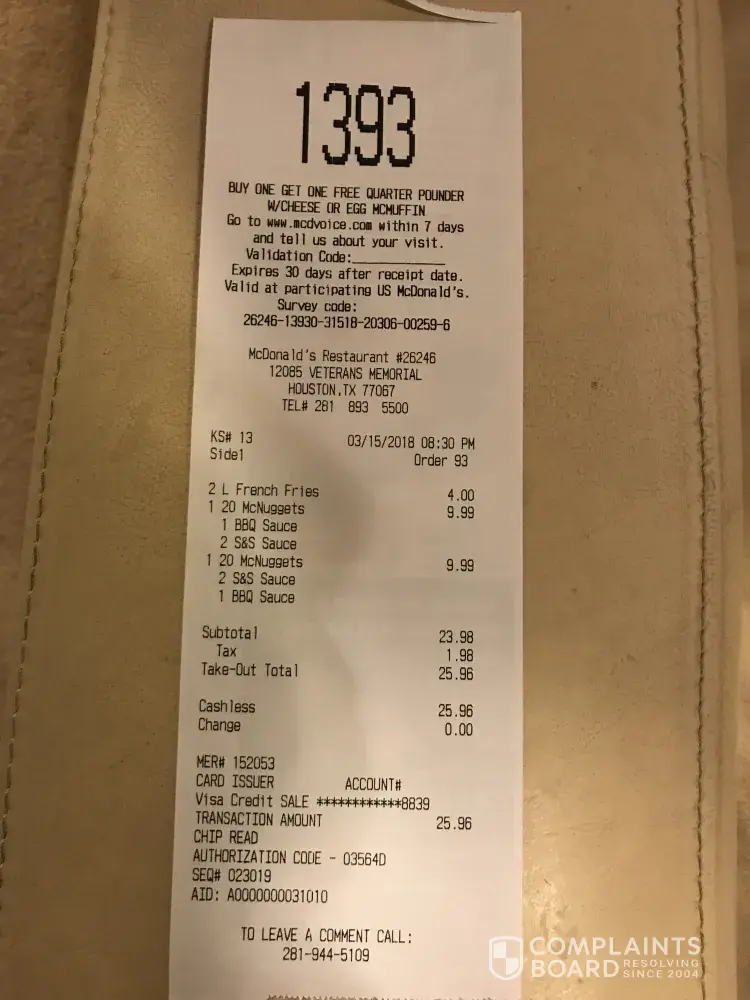 1393
BUY ONE GET ONE FREE QUARTER POUNDER
W/CHEESE OR EGG MCMUFFIN
Go to www.mcdvoice.com within 7 days
and tell us about your visit.
Validation Code:__________
Expires 30 days after receipt date.
Valid at participating US McDonald's.
Survey code:
26246-13930-31518-20306-00259-6
McDonald's Restaurant #26246
12085 VETERANS MEMORIAL
HOUSTON,TX 77067
TEL# 281 893 5500
KS# 13 03/15/2018 08:30 PM
Side1 Order 93
2 L French Fries 4.00
1 20 McNuggets 9.99
1 BBQ Sauce
2 S&S Sauce
1 20 McNuggets 9.99
2 S&S Sauce
1 BBQ Sauce
Subtotal 23.98
Tax 1.98
Take-Out Total 25.96
Cashless 25.96
Change 0.00
MER# 152053
CARD ISSUER ACCOUNT#
Visa Credit SALE ************8839
TRANSACTION AMOUNT 25.96
CHIP READ
AUTHORIZATION CODE - 03564D
SEQ# 023019
AID: A0000000031010
TO LEAVE A COMMENT CALL:
281-944-5109
COMPLAINTS
BOARD RESOLVING SINCE 2004